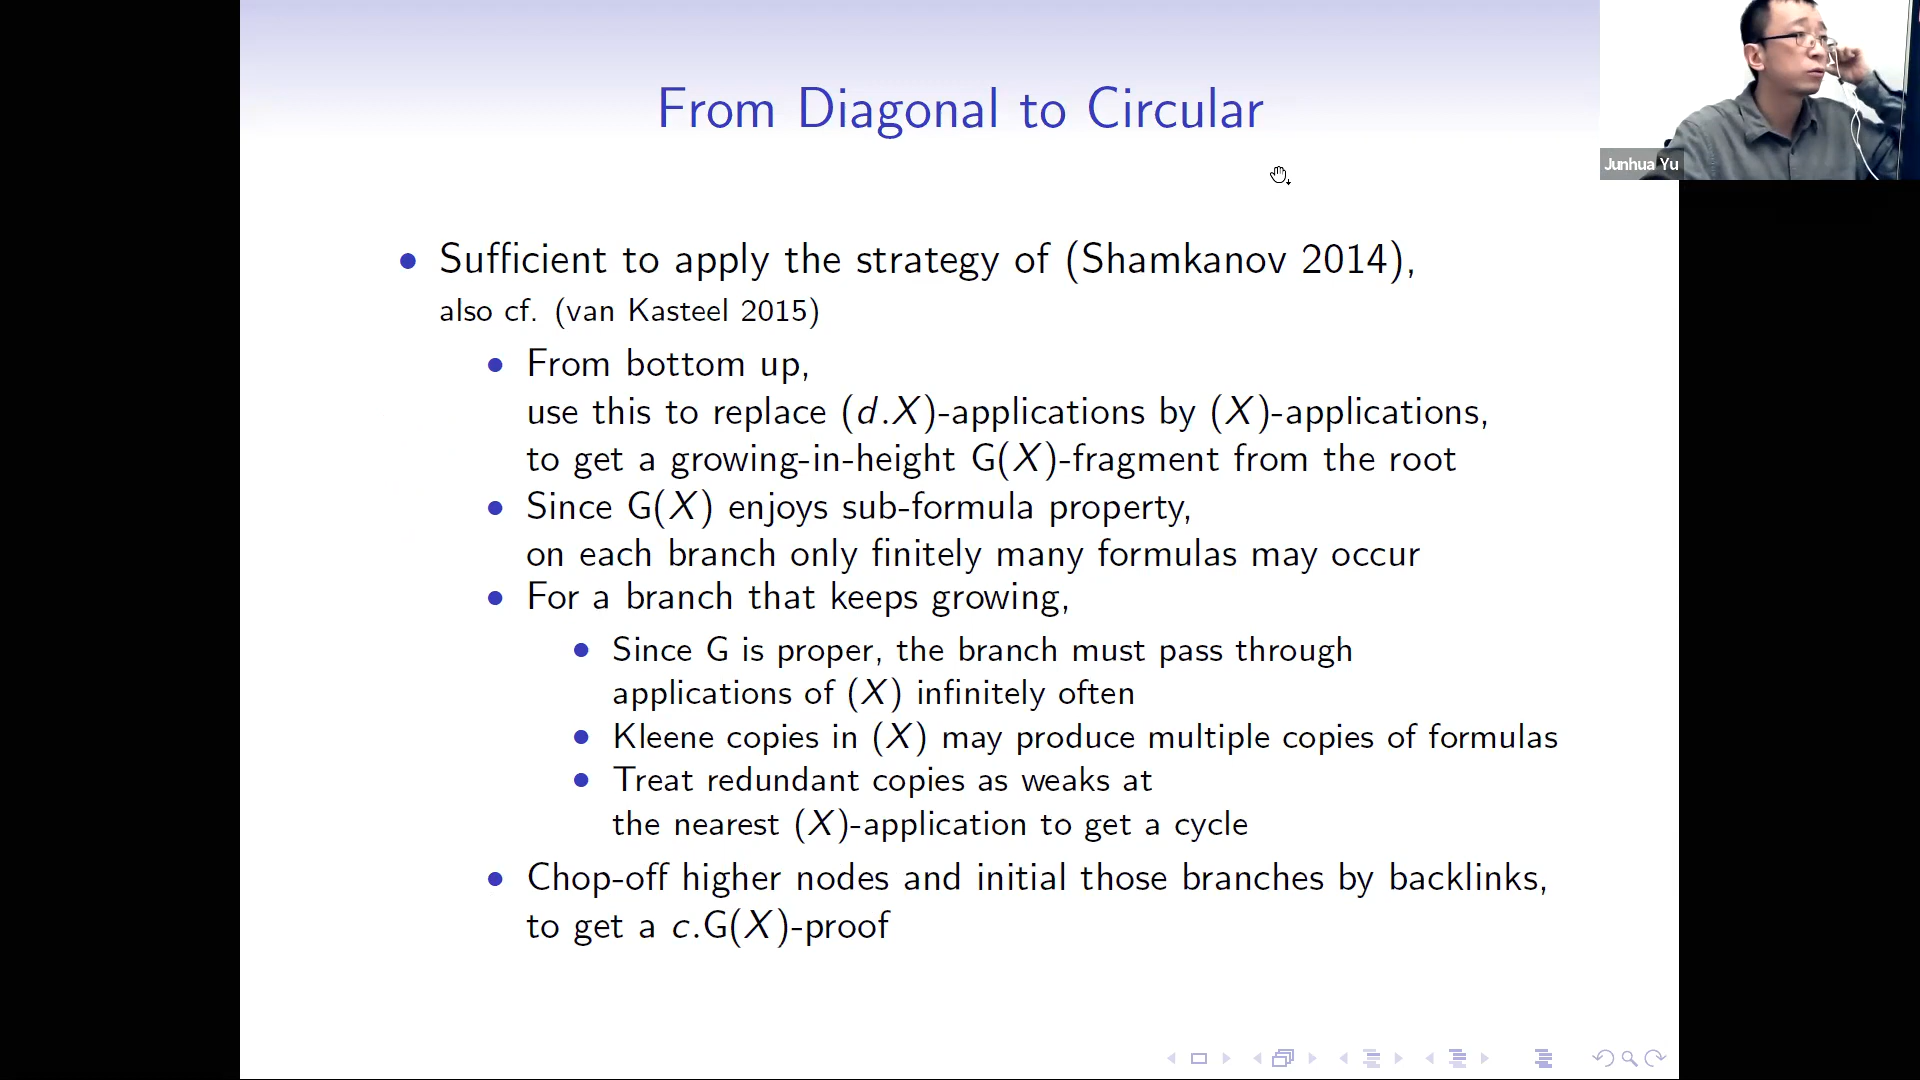 From Diagonal to Circular
Junhua Yu
• Sufficient to apply the strategy of (Shamkanov 2014),
also cf. (van Kasteel 2015)
• From bottom up,
use this to replace (d.X)-applications by (X)-applications,
to get a growing-in-height G(X)-fragment from the root
• Since G(X) enjoys sub-formula property,
on each branch only finitely many formulas may occur
• For a branch that keeps growing,
• Since G is proper, the branch must pass through
applications of (X) infinitely often
• Kleene copies in (X) may produce multiple copies of formulas
• Treat redundant copies as weaks at
the nearest (X)-application to get a cycle
• Chop-off higher nodes and initial those branches by backlinks,
to get a c.G(X)-proof